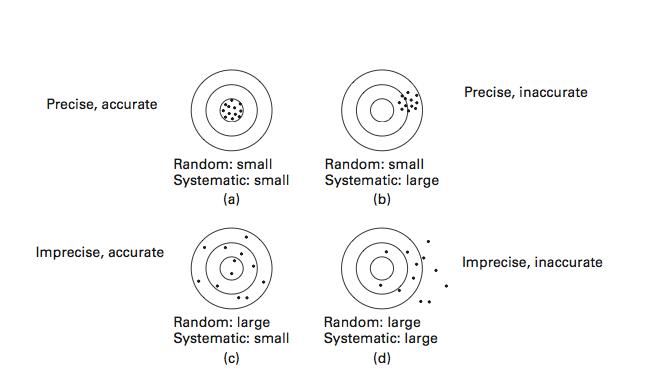 Precise, accurate
Precise, inaccurate
Random: small
Systematic: small
(a)
Random: small
Systematic: large
(b)
Imprecise, accurate
Imprecise, inaccurate
Random: large
Systematic: small
(c)
Random: large
Systematic: large
(d)